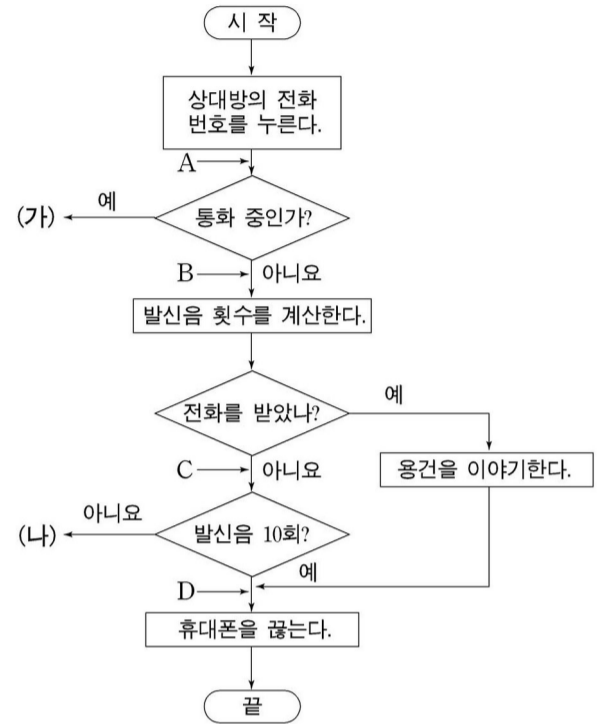 시 작
상대방의 전화
번호를 누른다.
A
(가)
예
통화 중인가?
B
아니요
발신음 횟수를 계산한다.
전화를 받았나?
예
C
아니요
용건을 이야기한다.
(나)
아니요
발신음 10회?
예
D
휴대폰을 끊는다.
끝